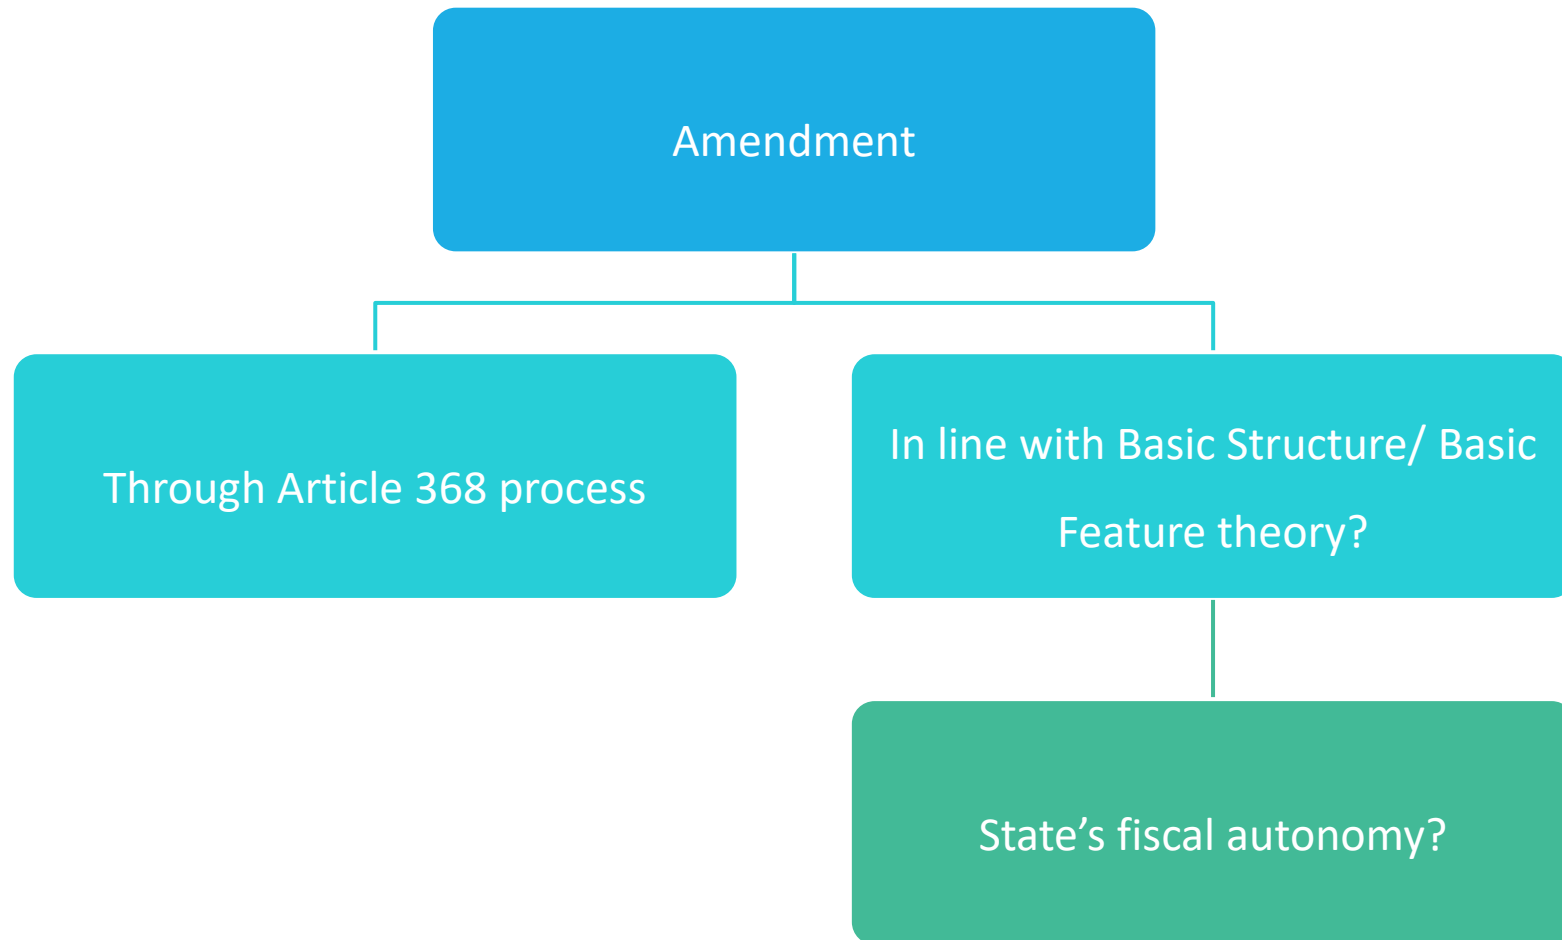 Amendment
Through Article 368 process
In line with Basic Structure/ Basic
Feature theory?
State’s fiscal autonomy?